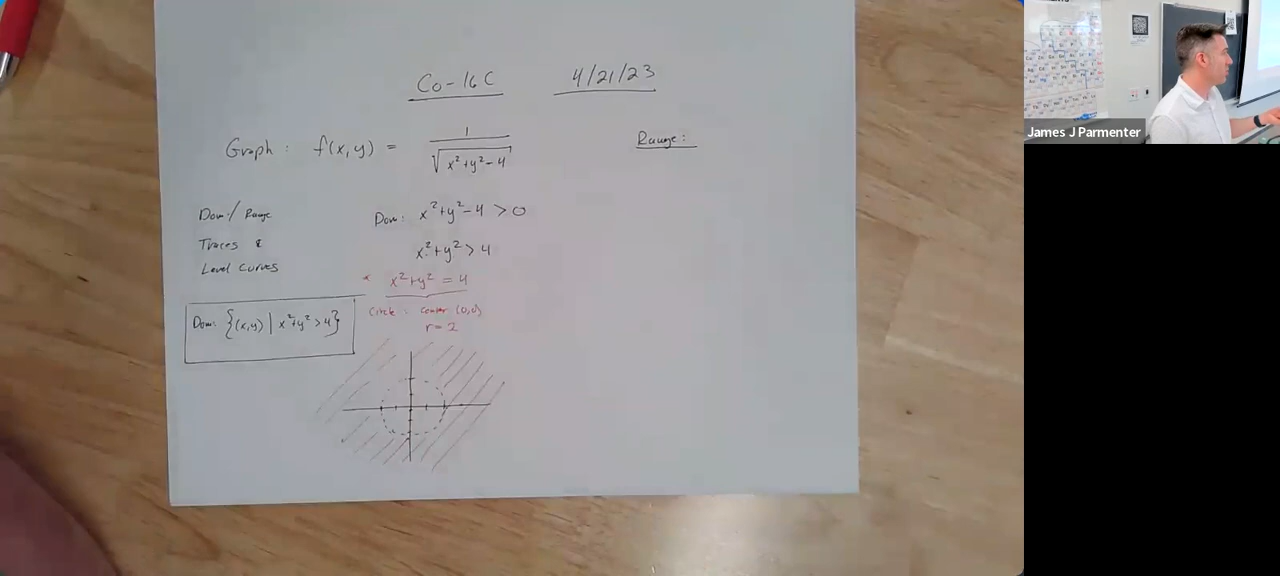 Co-16C 4/21/23
Graph : f(x,y) = 1/√(x²+y²-4)
Range:
Dom/ Range
Traces &
Level Curves
Dom: {(x,y) | x²+y²>4}
Dom: x²+y²-4 >0
x²+y²>4
* x²+y² = 4
Circle : center (0,0)
r=2
James J Parmenter